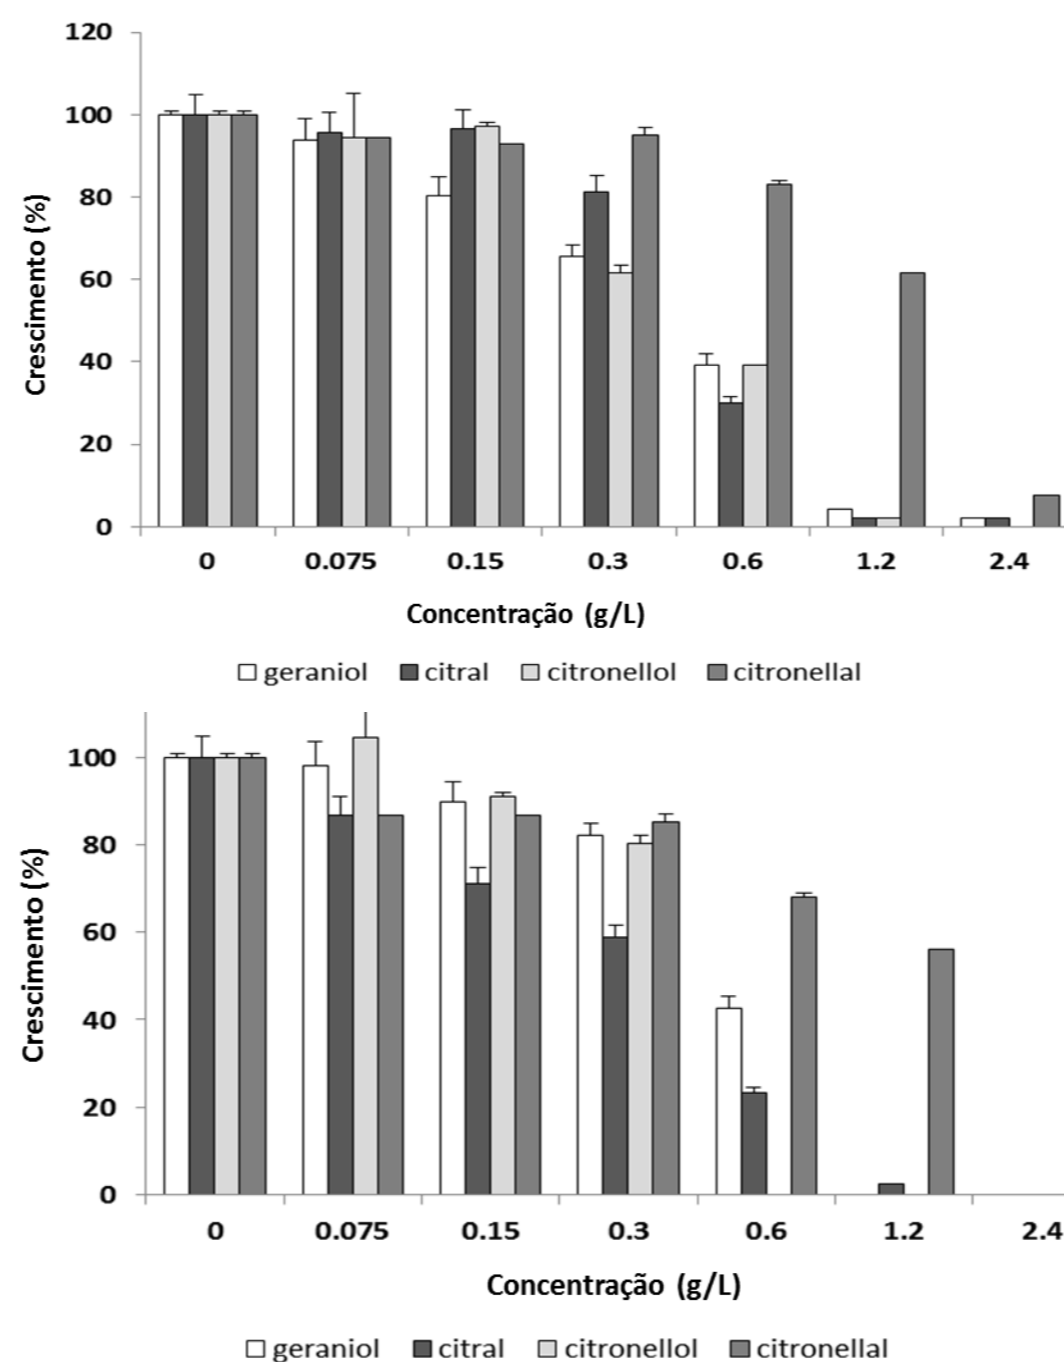 120
100
80
60
40
20
0
Crescimento (%)
0 0.075 0.15 0.3 0.6 1.2 2.4
Concentração (g/L)
geraniol citral citronellol citronellal
100
80
60
40
20
0
Crescimento (%)
0 0.075 0.15 0.3 0.6 1.2 2.4
Concentração (g/L)
geraniol citral citronellol citronellal